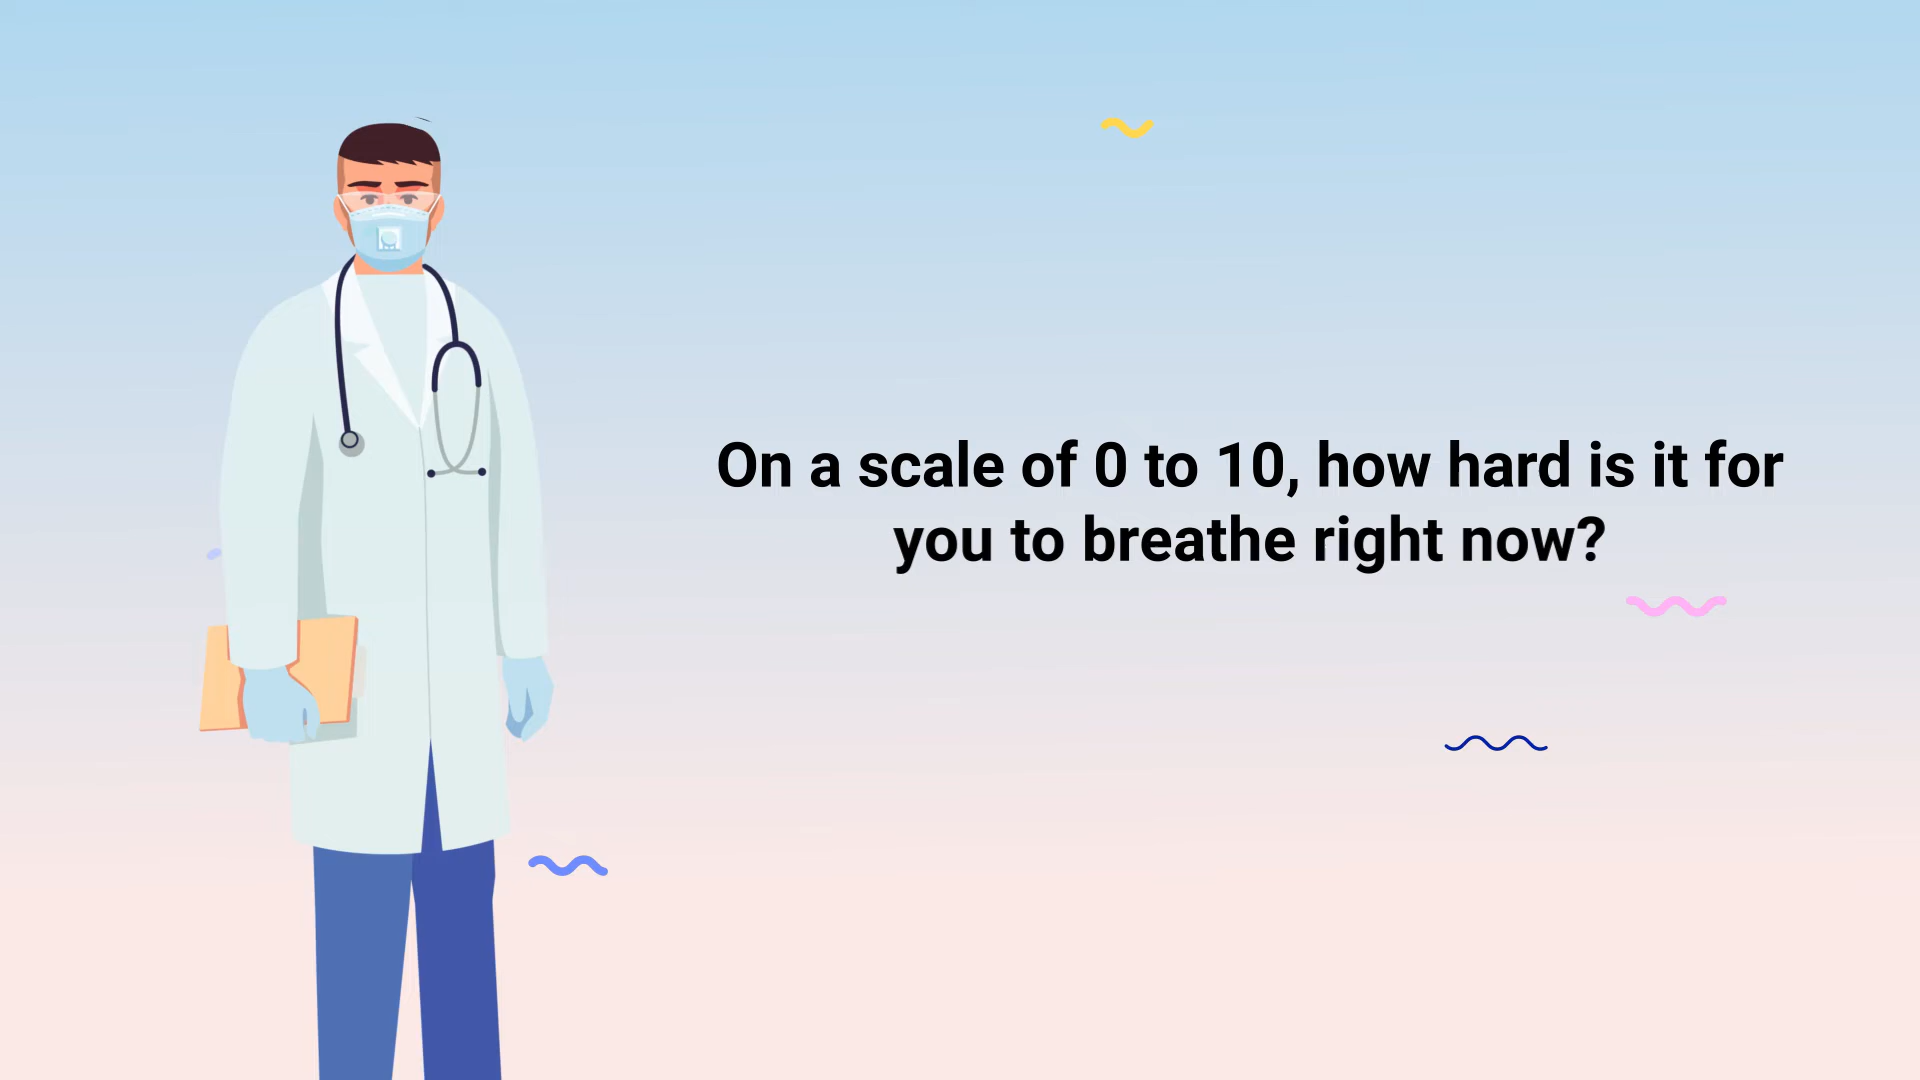 On a scale of 0 to 10, how hard is it for
you to breathe right now?